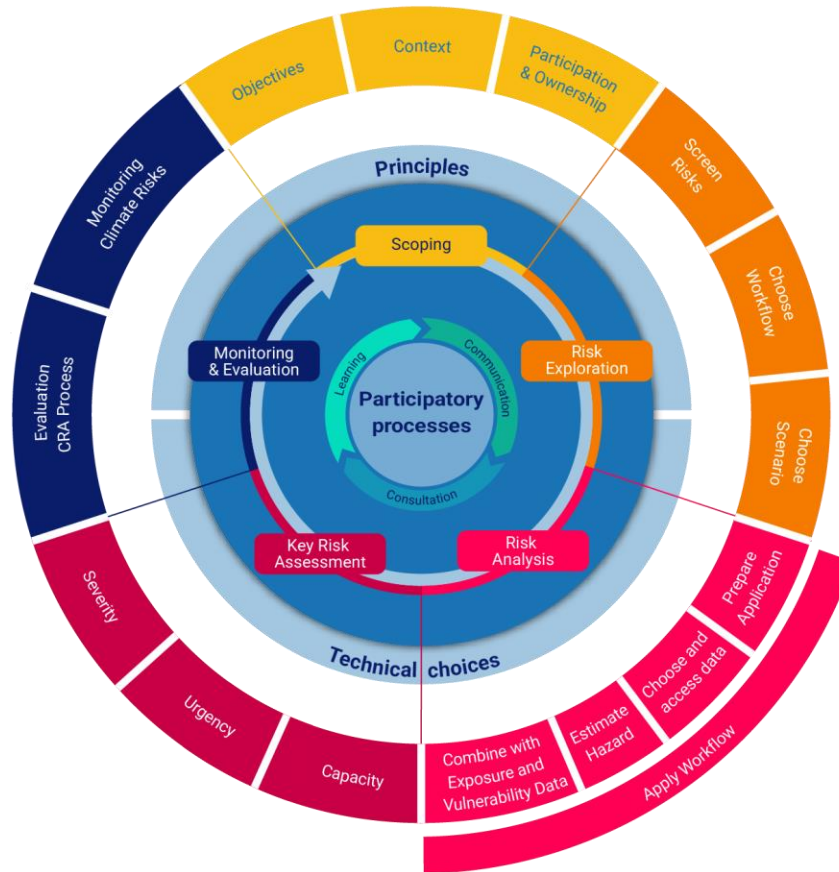 Objectives
Context
Participation
& Ownership
Screen
Risks
Choose
Workflow
Choose
Scenario
Prepare
Application
Choose and
access data
Estimate
Hazard
Combine with
Exposure and
Vulnerability Data
Apply Workflow
Capacity
Urgency
Severity
Evaluation
CRA Process
Monitoring
Climate Risks
Principles
Technical choices
Scoping
Risk
Exploration
Risk
Analysis
Key Risk
Assessment
Monitoring
& Evaluation
Learning
Communication
Consultation
Participatory
processes